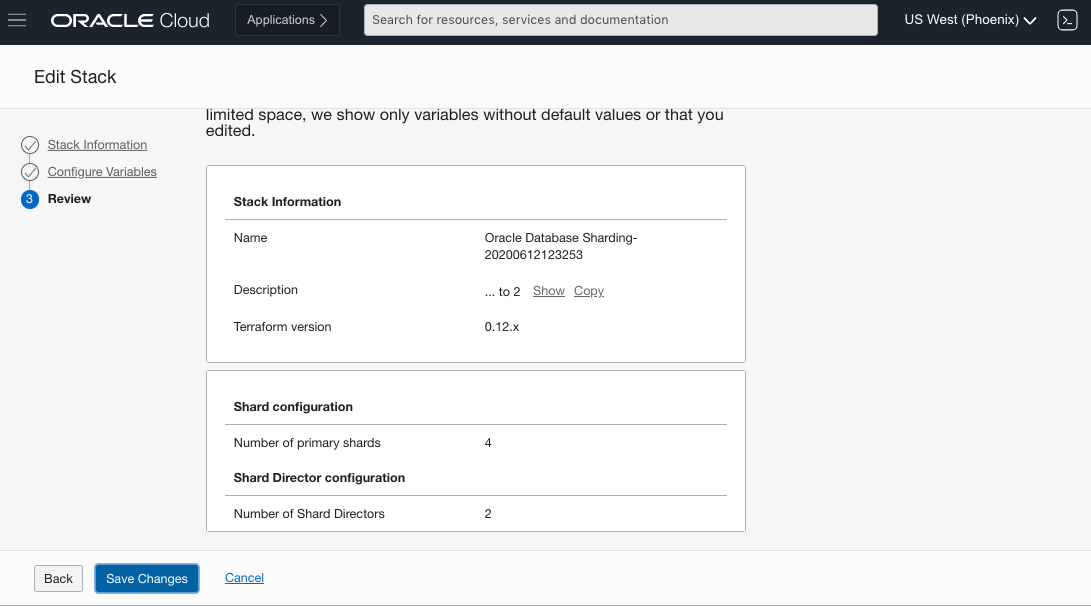 ORACLE Cloud
Applications
Search for resources, services and documentation
US West (Phoenix)
Edit Stack
Stack Information
Configure Variables
3 Review
limited space, we show only variables without default values or that you
edited.
Stack Information
Name Oracle Database Sharding-
20200612123253
Description ... to 2 Show Copy
Terraform version 0.12.x
Shard configuration
Number of primary shards 4
Shard Director configuration
Number of Shard Directors 2
Back Save Changes Cancel